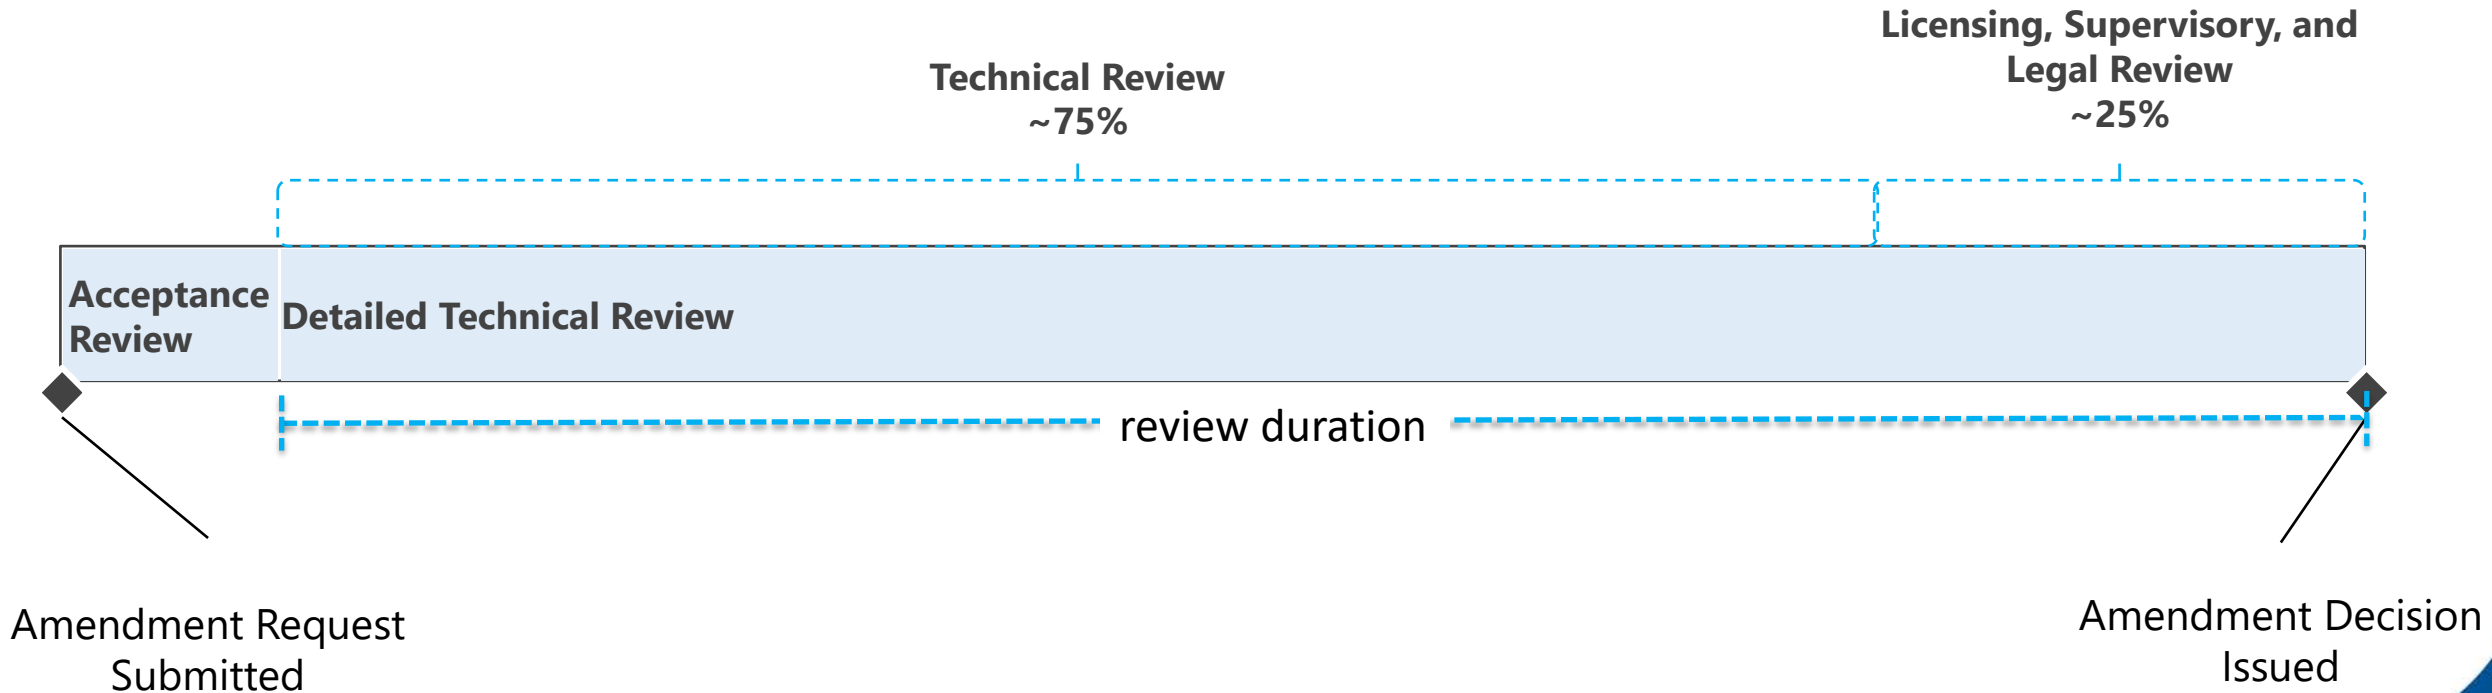 Licensing, Supervisory, and
Legal Review
~25%
Technical Review
~75%
Acceptance
Review
Detailed Technical Review
review duration
Amendment Request
Submitted
Amendment Decision
Issued